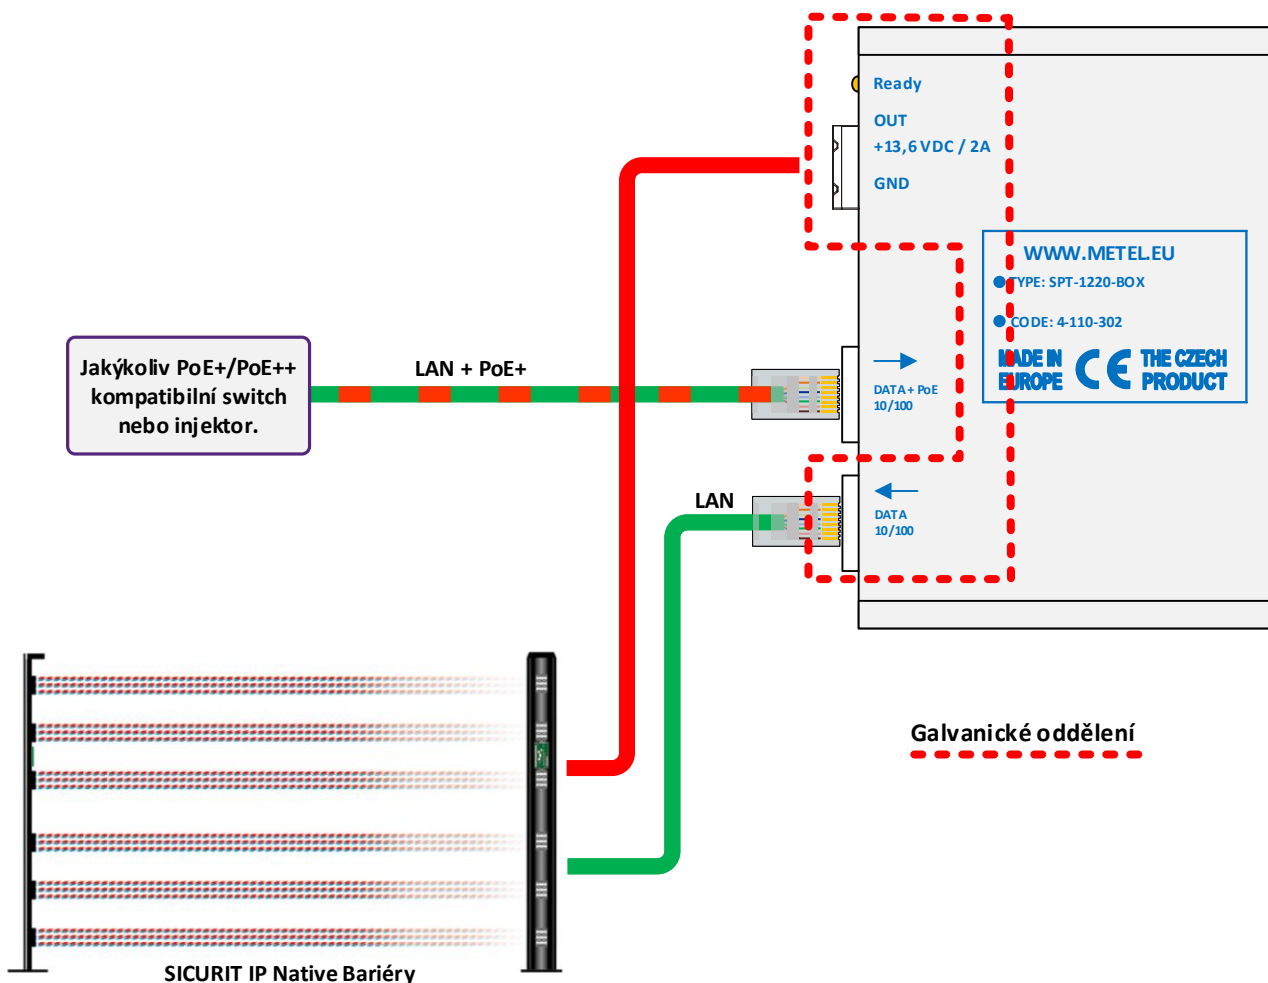 Ready
OUT
+13,6 VDC / 2A
GND
WWW.METEL.EU
TYPE: SPT-1220-BOX
CODE: 4-110-302
MADE IN
EUROPE
CE
THE CZECH
PRODUCT
Jakýkoliv PoE+/PoE++
kompatibilní switch
nebo injektor.
LAN + PoE+
DATA + PoE
10/100
LAN
DATA
10/100
Galvanické oddělení
SICURIT IP Native Bariéry